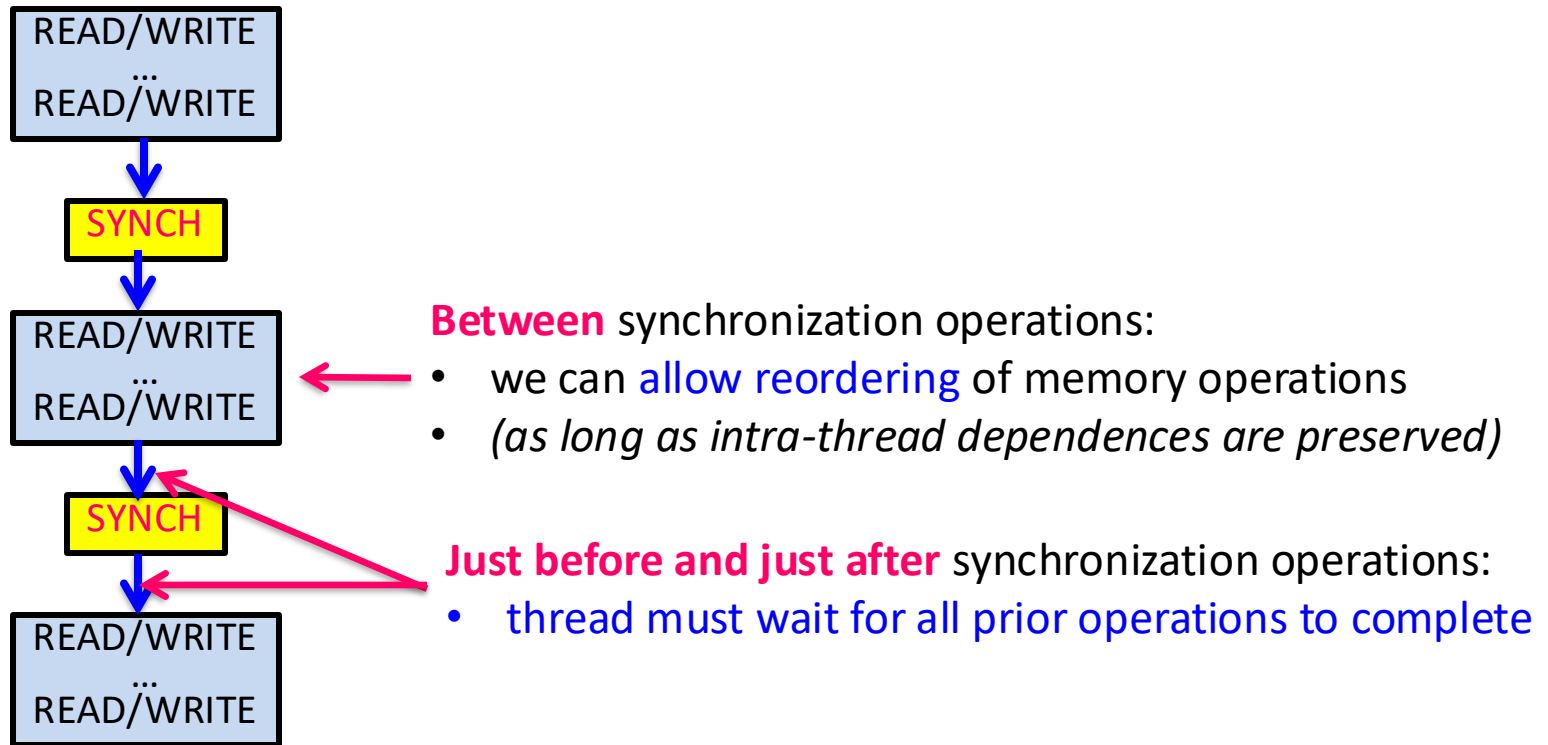 READ/WRITE
...
READ/WRITE
SYNCH
READ/WRITE
...
READ/WRITE
Between synchronization operations:
• we can allow reordering of memory operations
• (as long as intra-thread dependences are preserved)
SYNCH
Just before and just after synchronization operations:
• thread must wait for all prior operations to complete
READ/WRITE
...
READ/WRITE